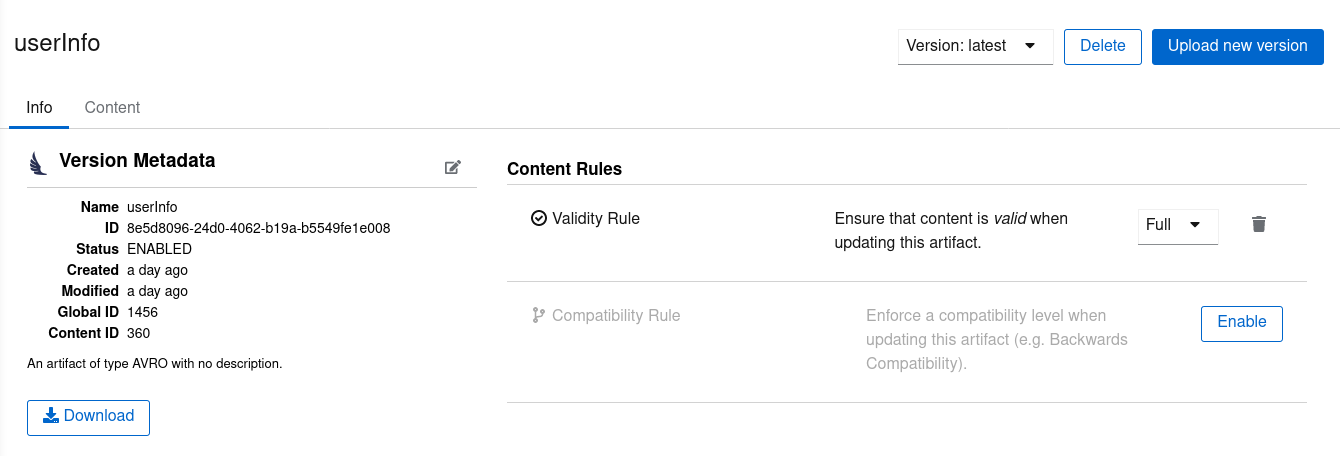 userInfo
Version: latest
Delete
Upload new version
Info
Content
Version Metadata
Name userInfo
ID 8e5d8096-24d0-4062-b19a-b5549fe1e008
Status ENABLED
Created a day ago
Modified a day ago
Global ID 1456
Content ID 360
An artifact of type AVRO with no description.
Download
Content Rules
Validity Rule
Ensure that content is valid when
updating this artifact.
Full
Compatibility Rule
Enforce a compatibility level when
updating this artifact (e.g. Backwards
Compatibility).
Enable